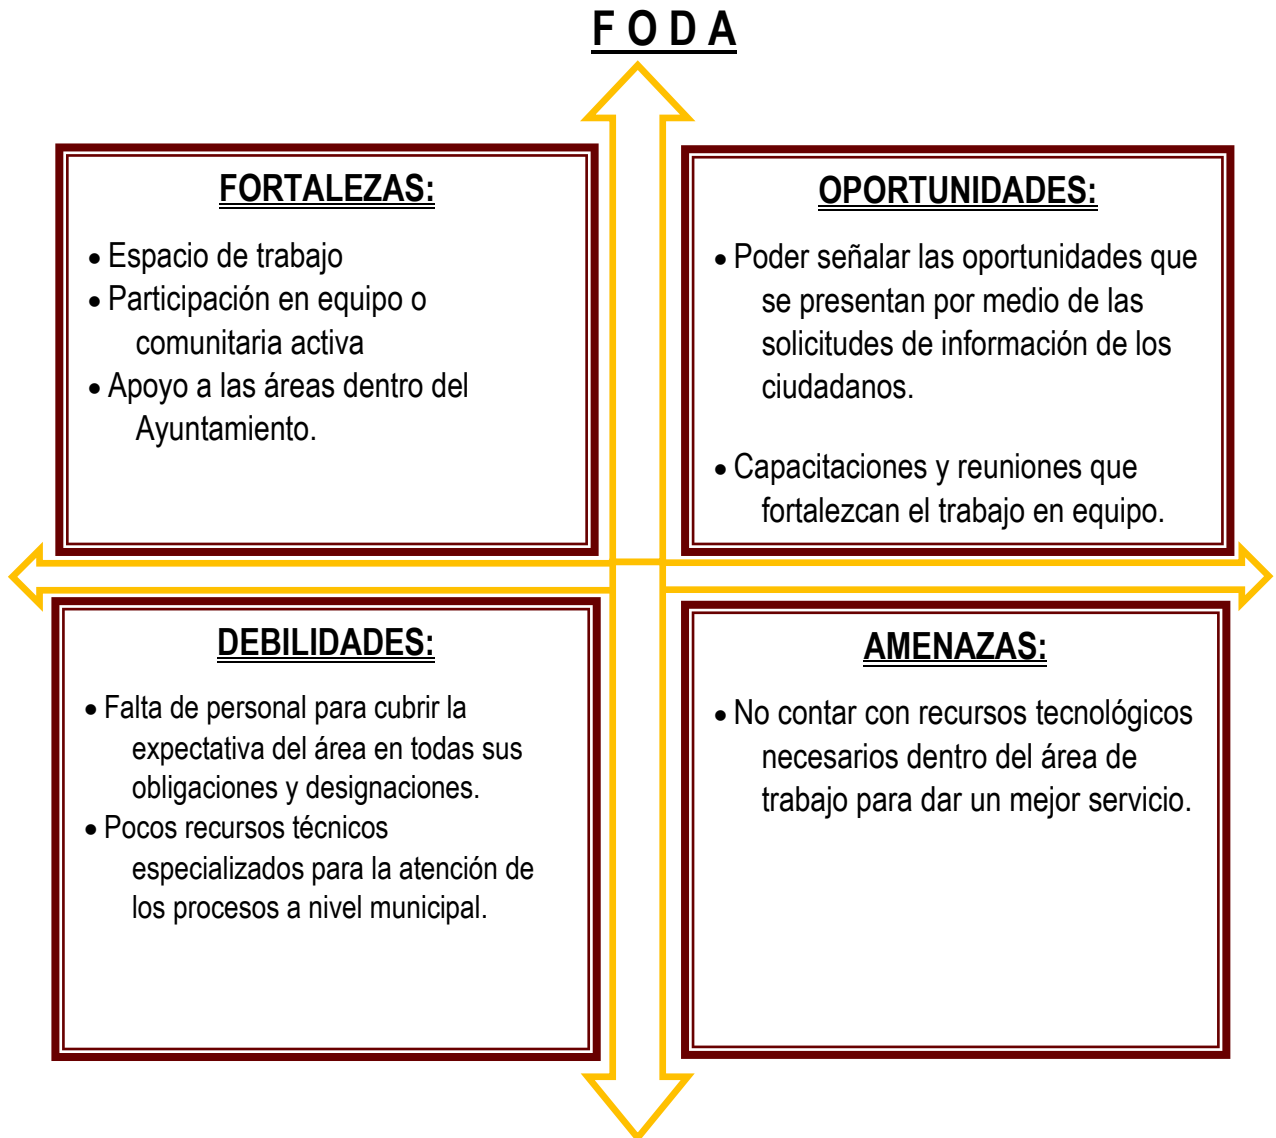 F O D A
FORTALEZAS:
• Espacio de trabajo
• Participación en equipo o
comunitaria activa
• Apoyo a las áreas dentro del
Ayuntamiento.
OPORTUNIDADES:
• Poder señalar las oportunidades que
se presentan por medio de las
solicitudes de información de los
ciudadanos.
• Capacitaciones y reuniones que
fortalezcan el trabajo en equipo.
DEBILIDADES:
• Falta de personal para cubrir la
expectativa del área en todas sus
obligaciones y designaciones.
• Pocos recursos técnicos
especializados para la atención de
los procesos a nivel municipal.
AMENAZAS:
• No contar con recursos tecnológicos
necesarios dentro del área de
trabajo para dar un mejor servicio.